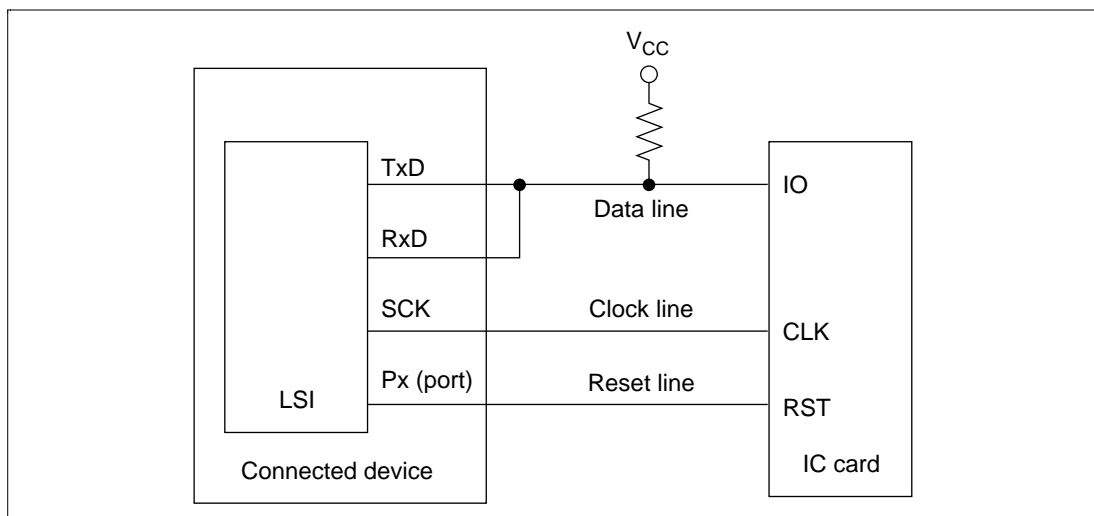 VCC
TxD
IO
Data line
RxD
SCK
Clock line
CLK
Px (port)
Reset line
LSI
RST
Connected device
IC card